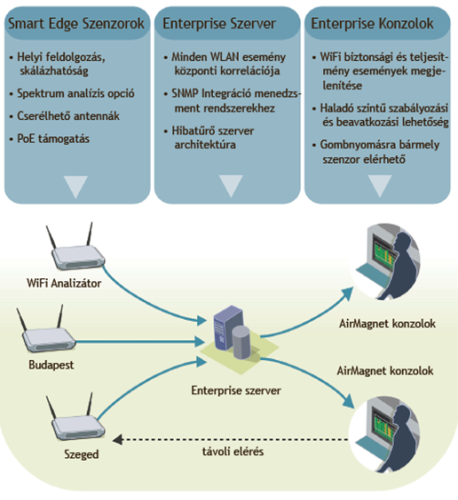 Smart Edge Szenzorok
• Helyi feldolgozás,
skálázhatóság
• Spektrum analízis opció
• Cserélhető antennák
• PoE támogatás
Enterprise Szerver
• Minden WLAN esemény
központi korrelációja
• SNMP Integráció menedzs-
ment rendszerekhez
• Hibatűrő szerver
architektúra
Enterprise Konzolok
• WiFi biztonsági és teljesít-
mény események megje-
lenítése
• Haladó szintű szabályozási
és beavatkozási lehetőség
• Gombnyomásra bármely
szenzor elérhető
WiFi Analizátor
Budapest
Szeged
Enterprise szerver
AirMagnet konzolok
AirMagnet konzolok
távoli elérés